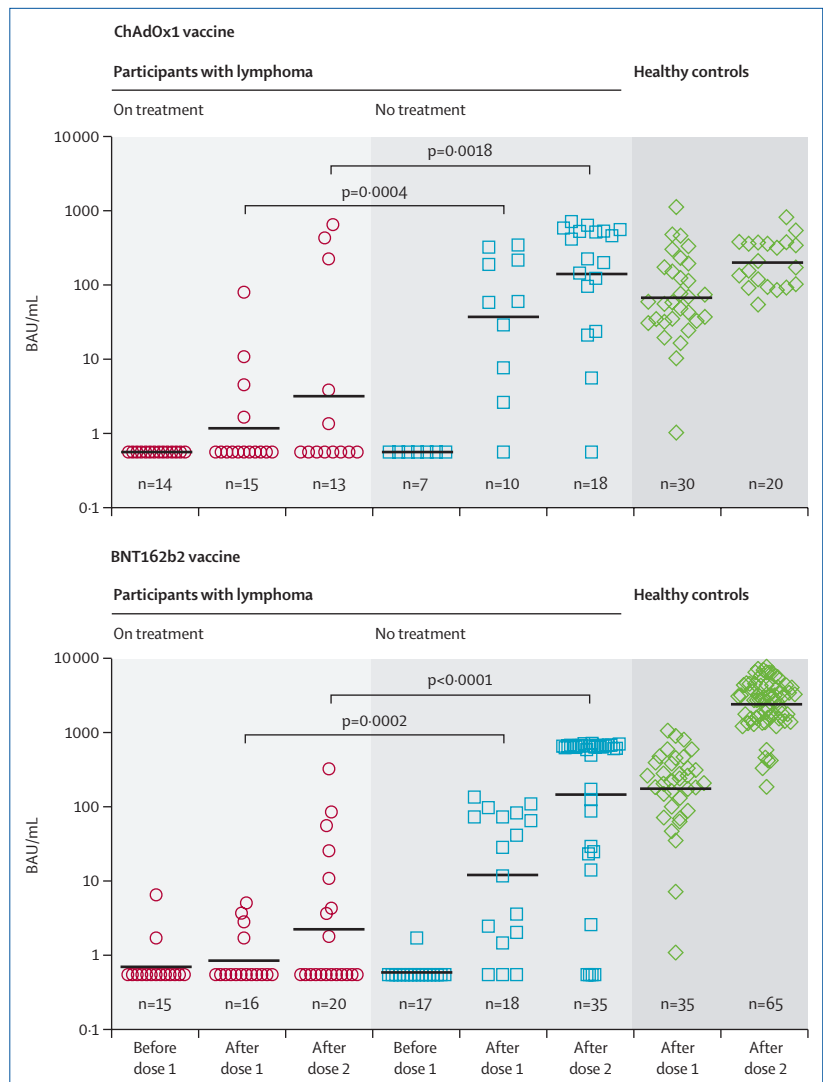 ChAdOx1 vaccine
Participants with lymphoma Healthy controls
On treatment No treatment
10 000
p=0·0018
1000
p=0·0004
100
BAU/mL
10
1
n=14 n=15 n=13 n=7 n=10 n=18 n=30 n=20
0·1
BNT162b2 vaccine
Participants with lymphoma Healthy controls
On treatment No treatment
10 000
p<0·0001
1000
p=0·0002
100
BAU/mL
10
1
n=15 n=16 n=20 n=17 n=18 n=35 n=35 n=65
0·1
Before After After Before After After After After
dose 1 dose 1 dose 2 dose 1 dose 1 dose 2 dose 1 dose 2